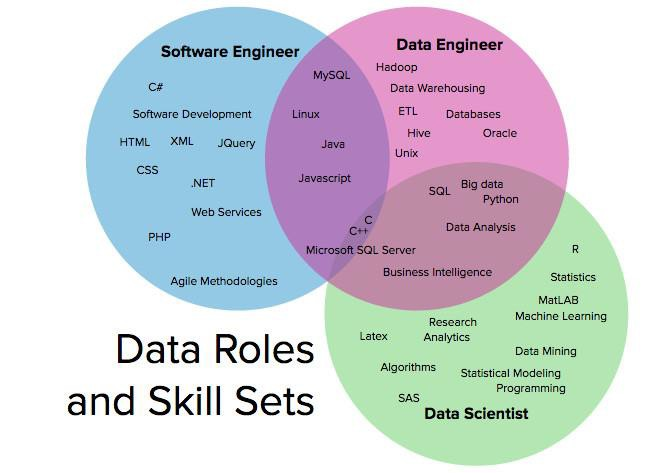 Software Engineer
C#
Software Development
HTML
XML
JQuery
CSS
.NET
Web Services
PHP
Agile Methodologies
MySQL
Linux
Java
Javascript
C
C++
Microsoft SQL Server
Data Engineer
Hadoop
Data Warehousing
ETL
Databases
Hive
Oracle
Unix
SQL
Big data
Python
Data Analysis
Business Intelligence
R
Statistics
MatLAB
Machine Learning
Research
Latex
Analytics
Data Mining
Algorithms
Statistical Modeling
Programming
SAS
Data Scientist
Data Roles
and Skill Sets